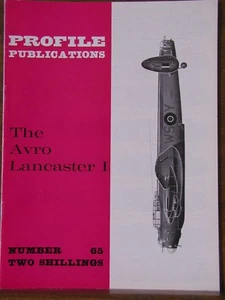 PROFILE
PUBLICATIONS
The
Avro
Lancaster I
NUMBER 65
TWO SHILLINGS